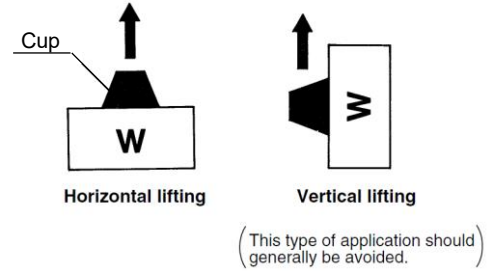 Cup
W
W
Horizontal lifting
Vertical lifting
(This type of application should
generally be avoided.)